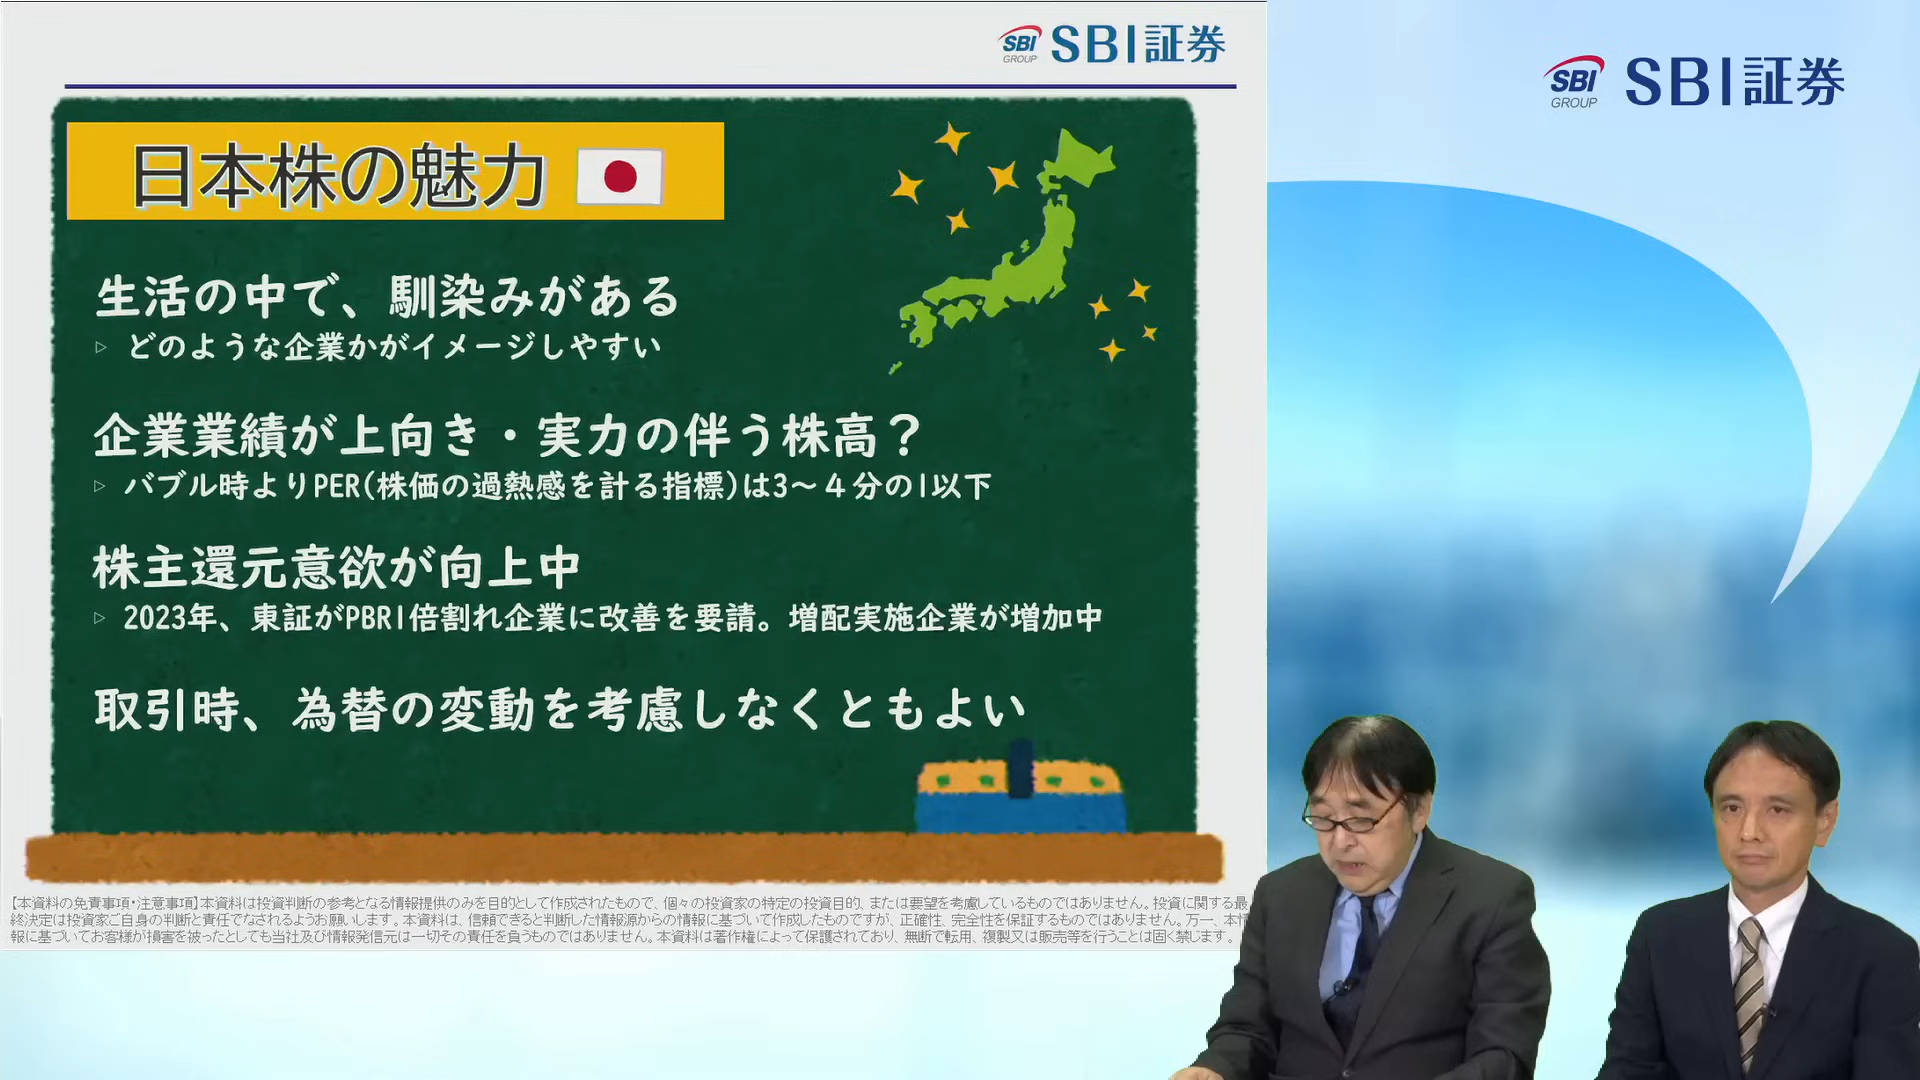 SBI GROUP SBI証券
SBI GROUP SBI証券
日本株の魅力
生活の中で、馴染みがある
▷ どのような企業かがイメージしやすい
企業業績が上向き・実力の伴う株高？
▷ バブル時よりPER(株価の過熱感を計る指標)は3～４分の1以下
株主還元意欲が向上中
▷ 2023年、東証がPBR1倍割れ企業に改善を要請。増配実施企業が増加中
取引時、為替の変動を考慮しなくともよい
【本資料の免責事項・注意事項】本資料は投資判断の参考となる情報提供のみを目的として作成されたもので、個々の投資家の特定の投資目的、または要望を考慮しているものではありません。投資に関する最
終決定は投資家ご自身の判断と責任でなされるようお願いします。本資料は、信頼できると判断した情報源からの情報に基づいて作成したものですが、正確性、完全性を保証するものではありません。万一、本情
報に基づいてお客様が損害を被ったとしても当社及び情報発信元は一切その責任を負うものではありません。本資料は著作権によって保護されており、無断で転用、複製又は販売等を行うことは固く禁じます。